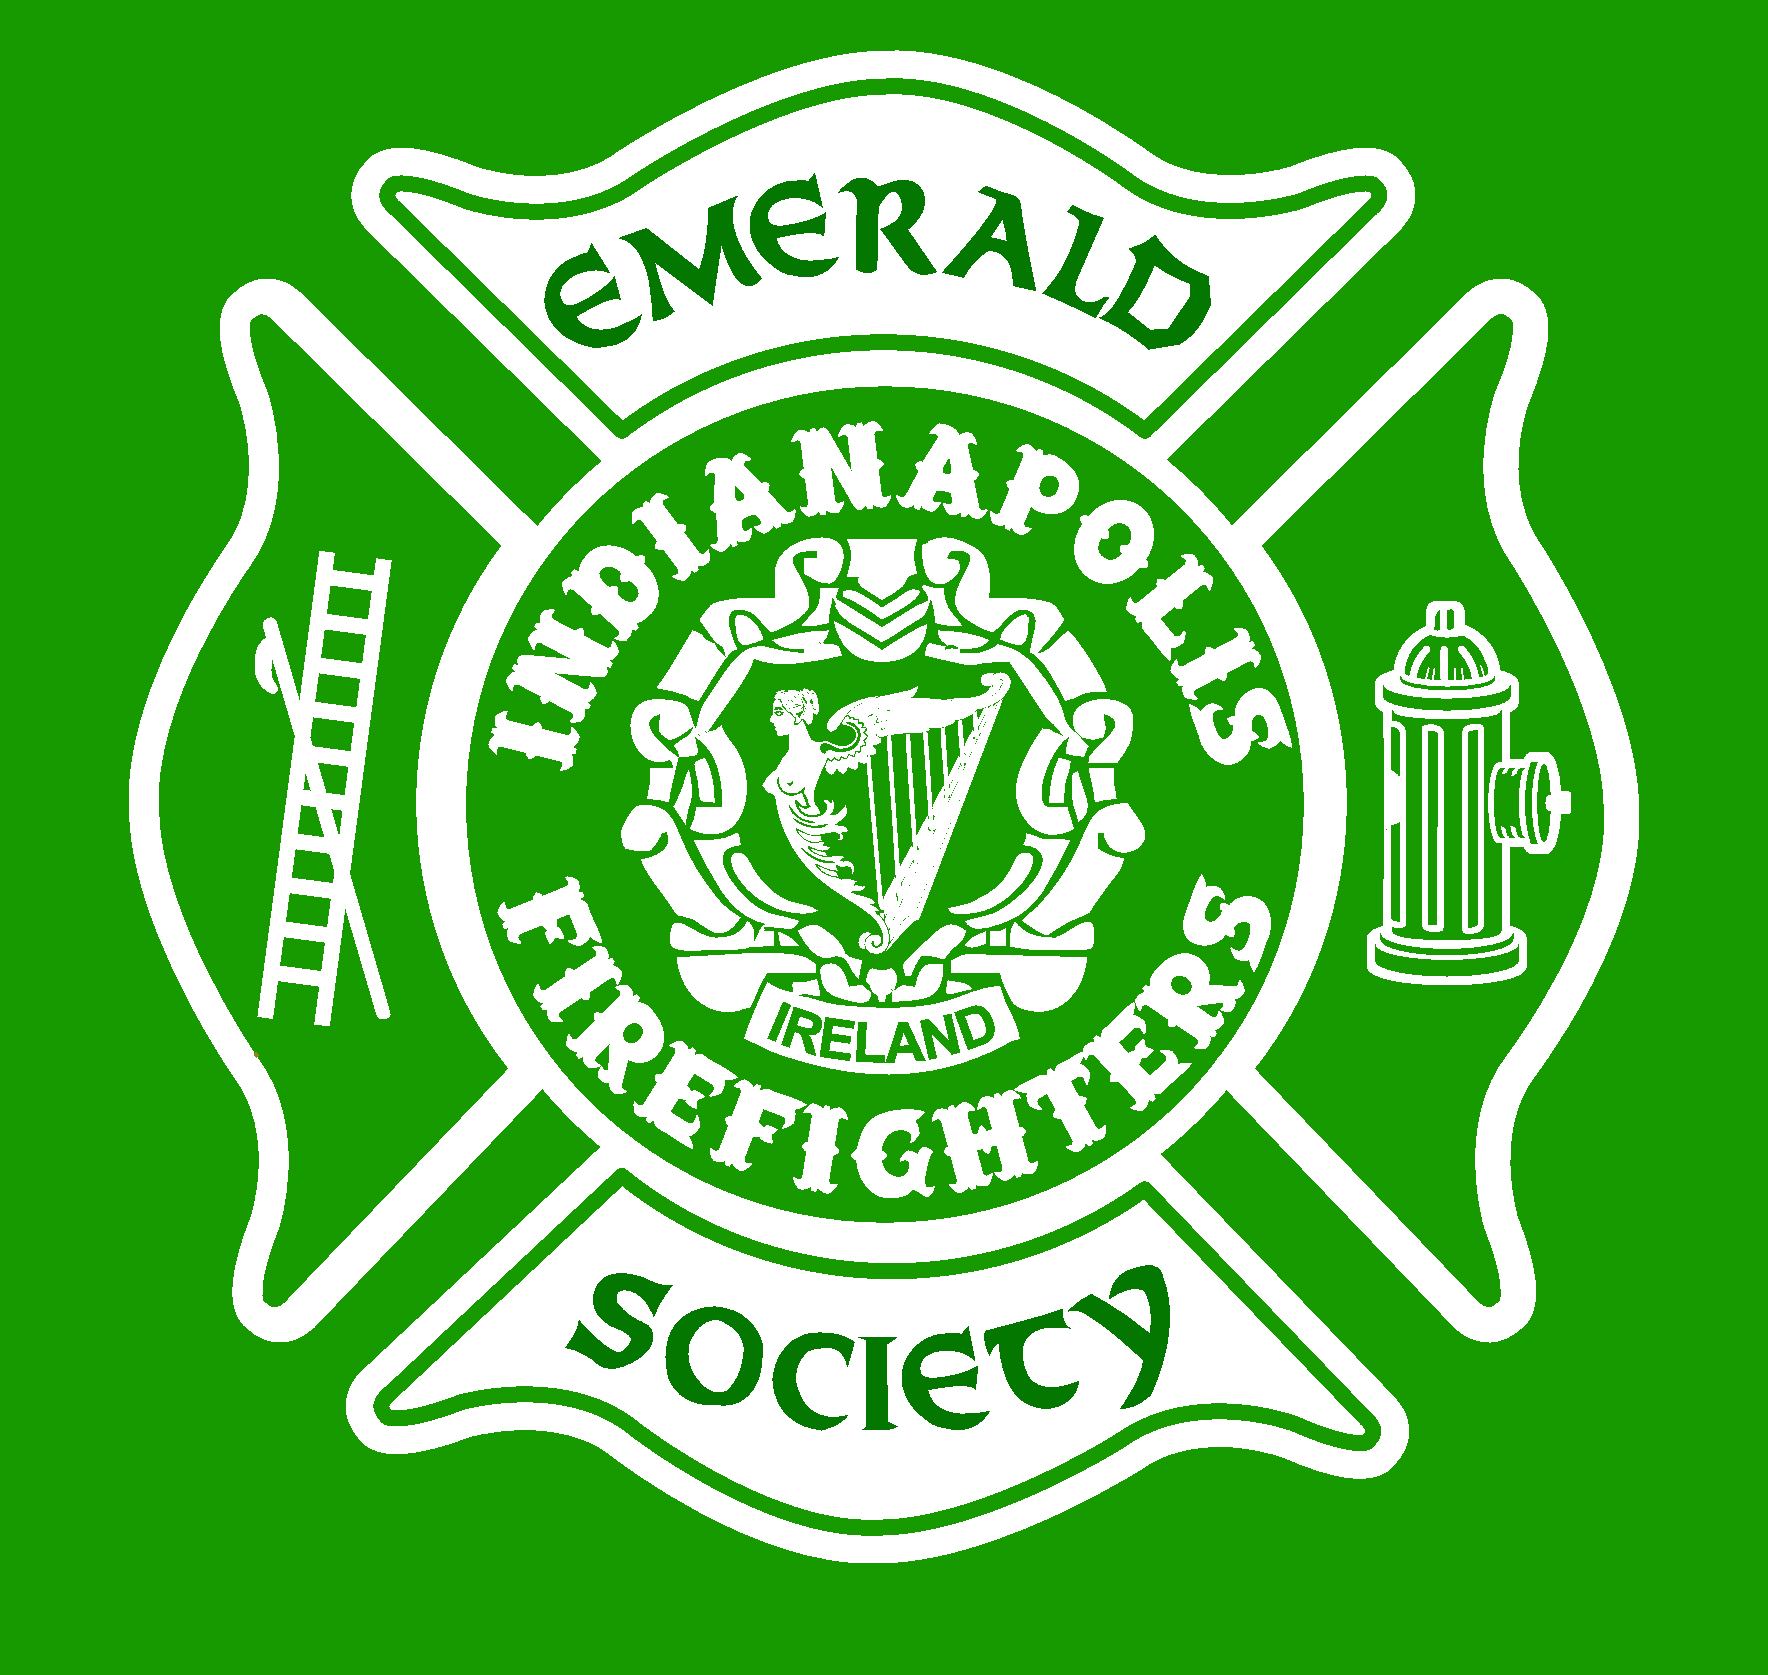 EMERALD
INDIANAPOLIS
IRELAND
FIREFIGHTERS
SOCIETY